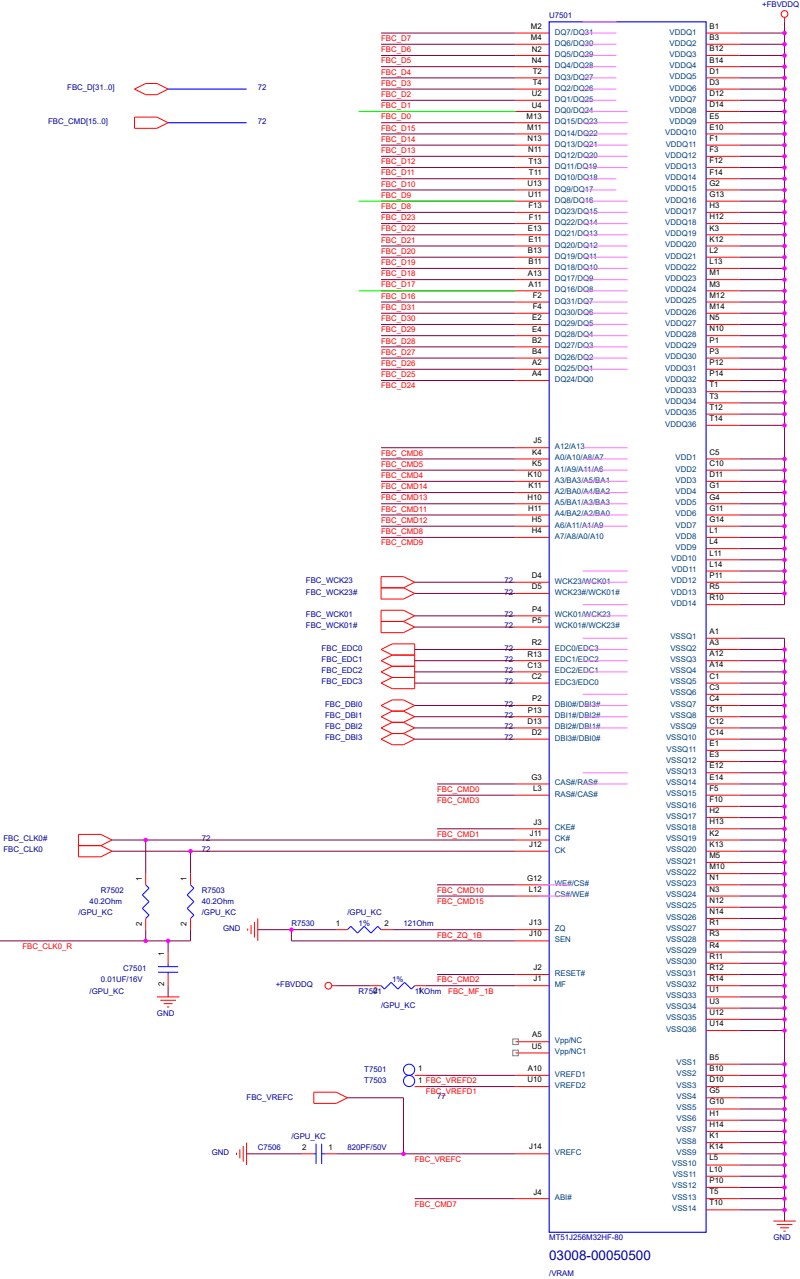 +FBVDDQ
U7501
FBC_D[31..0] 72
FBC_CMD[15..0] 72
FBC_D7 M2 DQ7/DQ31
FBC_D6 M4 DQ6/DQ30
FBC_D5 N2 DQ5/DQ29
FBC_D4 N4 DQ4/DQ28
FBC_D3 T2 DQ3/DQ27
FBC_D2 T4 DQ2/DQ26
FBC_D1 U2 DQ1/DQ25
FBC_D0 U4 DQ0/DQ24
FBC_D15 M13 DQ15/DQ23
FBC_D14 M11 DQ14/DQ22
FBC_D13 N13 DQ13/DQ21
FBC_D12 N11 DQ12/DQ20
FBC_D11 T13 DQ11/DQ19
FBC_D10 T11 DQ10/DQ18
FBC_D9 U13 DQ9/DQ17
FBC_D8 U11 DQ8/DQ16
FBC_D23 F13 DQ23/DQ15
FBC_D22 F11 DQ22/DQ14
FBC_D21 E13 DQ21/DQ13
FBC_D20 E11 DQ20/DQ12
FBC_D19 B13 DQ19/DQ11
FBC_D18 B11 DQ18/DQ10
FBC_D17 A13 DQ17/DQ9
FBC_D16 A11 DQ16/DQ8
FBC_D31 F2 DQ31/DQ7
FBC_D30 F4 DQ30/DQ6
FBC_D29 E2 DQ29/DQ5
FBC_D28 E4 DQ28/DQ4
FBC_D27 B2 DQ27/DQ3
FBC_D26 B4 DQ26/DQ2
FBC_D25 A2 DQ25/DQ1
FBC_D24 A4 DQ24/DQ0
FBC_CMD6 J5 A12/A13
FBC_CMD5 K4 A0/A10/A8/A7
FBC_CMD4 K5 A1/A9/A11/A6
FBC_CMD14 K10 A3/BA3/A5/BA1
FBC_CMD13 K11 A2/BA0/A4/BA2
FBC_CMD11 H10 A5/BA1/A3/BA3
FBC_CMD12 H11 A4/BA2/A2/BA0
FBC_CMD8 H5 A6/A11/A1/A9
FBC_CMD9 H4 A7/A8/A0/A10
FBC_WCK23 72 D4 WCK23/WCK01
FBC_WCK23# 72 D5 WCK23#/WCK01#
FBC_WCK01 72 P4 WCK01/WCK23
FBC_WCK01# 72 P5 WCK01#/WCK23#
FBC_EDC0 72 R2 EDC0/EDC3
FBC_EDC1 72 R13 EDC1/EDC2
FBC_EDC2 72 C13 EDC2/EDC1
FBC_EDC3 72 C2 EDC3/EDC0
FBC_DBI0 72 P2 DBI0#/DBI3#
FBC_DBI1 72 P13 DBI1#/DBI2#
FBC_DBI2 72 D13 DBI2#/DBI1#
FBC_DBI3 72 D2 DBI3#/DBI0#
FBC_CMD0 G3 CAS#/RAS#
FBC_CMD3 L3 RAS#/CAS#
FBC_CMD1 J3 CKE#
FBC_CLK0# 72 J11 CK#
FBC_CLK0 72 J12 CK
FBC_CMD10 G12 WE#/CS#
FBC_CMD15 L12 CS#/WE#
1 1
R7502 R7503
40.2Ohm 40.2Ohm
/GPU_KC /GPU_KC
2 2
FBC_CLK0_R
1
C7501
0.01UF/16V
/GPU_KC
2
GND
/GPU_KC
GND R7530 1 1% 2 121Ohm J13 ZQ
FBC_ZQ_1B J10 SEN
FBC_CMD2 J2 RESET#
+FBVDDQ R7501 2 1% 1 1KOhm FBC_MF_1B J1 MF
/GPU_KC
A5 Vpp/NC
U5 Vpp/NC1
T7501 1 FBC_VREFD2 A10 VREFD1
T7503 1 FBC_VREFD1 U10 VREFD2
FBC_VREFC 77
/GPU_KC
GND C7506 2 1 820PF/50V FBC_VREFC J14 VREFC
FBC_CMD7 J4 ABI#
VDDQ1 B1
VDDQ2 B3
VDDQ3 B12
VDDQ4 B14
VDDQ5 D1
VDDQ6 D3
VDDQ7 D12
VDDQ8 D14
VDDQ9 E5
VDDQ10 E10
VDDQ11 F1
VDDQ12 F3
VDDQ13 F12
VDDQ14 F14
VDDQ15 G2
VDDQ16 G13
VDDQ17 H3
VDDQ18 H12
VDDQ19 K3
VDDQ20 K12
VDDQ21 L2
VDDQ22 L13
VDDQ23 M1
VDDQ24 M3
VDDQ25 M12
VDDQ26 M14
VDDQ27 N5
VDDQ28 N10
VDDQ29 P1
VDDQ30 P3
VDDQ31 P12
VDDQ32 P14
VDDQ33 T1
VDDQ34 T3
VDDQ35 T12
VDDQ36 T14
VDD1 C5
VDD2 C10
VDD3 D11
VDD4 G1
VDD5 G4
VDD6 G11
VDD7 G14
VDD8 L1
VDD9 L4
VDD10 L11
VDD11 L14
VDD12 P11
VDD13 R5
VDD14 R10
VSSQ1 A1
VSSQ2 A3
VSSQ3 A12
VSSQ4 A14
VSSQ5 C1
VSSQ6 C3
VSSQ7 C4
VSSQ8 C11
VSSQ9 C12
VSSQ10 C14
VSSQ11 E1
VSSQ12 E3
VSSQ13 E12
VSSQ14 E14
VSSQ15 F5
VSSQ16 F10
VSSQ17 H2
VSSQ18 H13
VSSQ19 K2
VSSQ20 K13
VSSQ21 M5
VSSQ22 M10
VSSQ23 N1
VSSQ24 N3
VSSQ25 N12
VSSQ26 N14
VSSQ27 R1
VSSQ28 R3
VSSQ29 R4
VSSQ30 R11
VSSQ31 R12
VSSQ32 R14
VSSQ33 U1
VSSQ34 U3
VSSQ35 U12
VSSQ36 U14
VSS1 B5
VSS2 B10
VSS3 D10
VSS4 G5
VSS5 G10
VSS6 H1
VSS7 H14
VSS8 K1
VSS9 K14
VSS10 L5
VSS11 L10
VSS12 P10
VSS13 T5
VSS14 T10
GND
MT51J256M32HF-80
03008-00050500
/VRAM